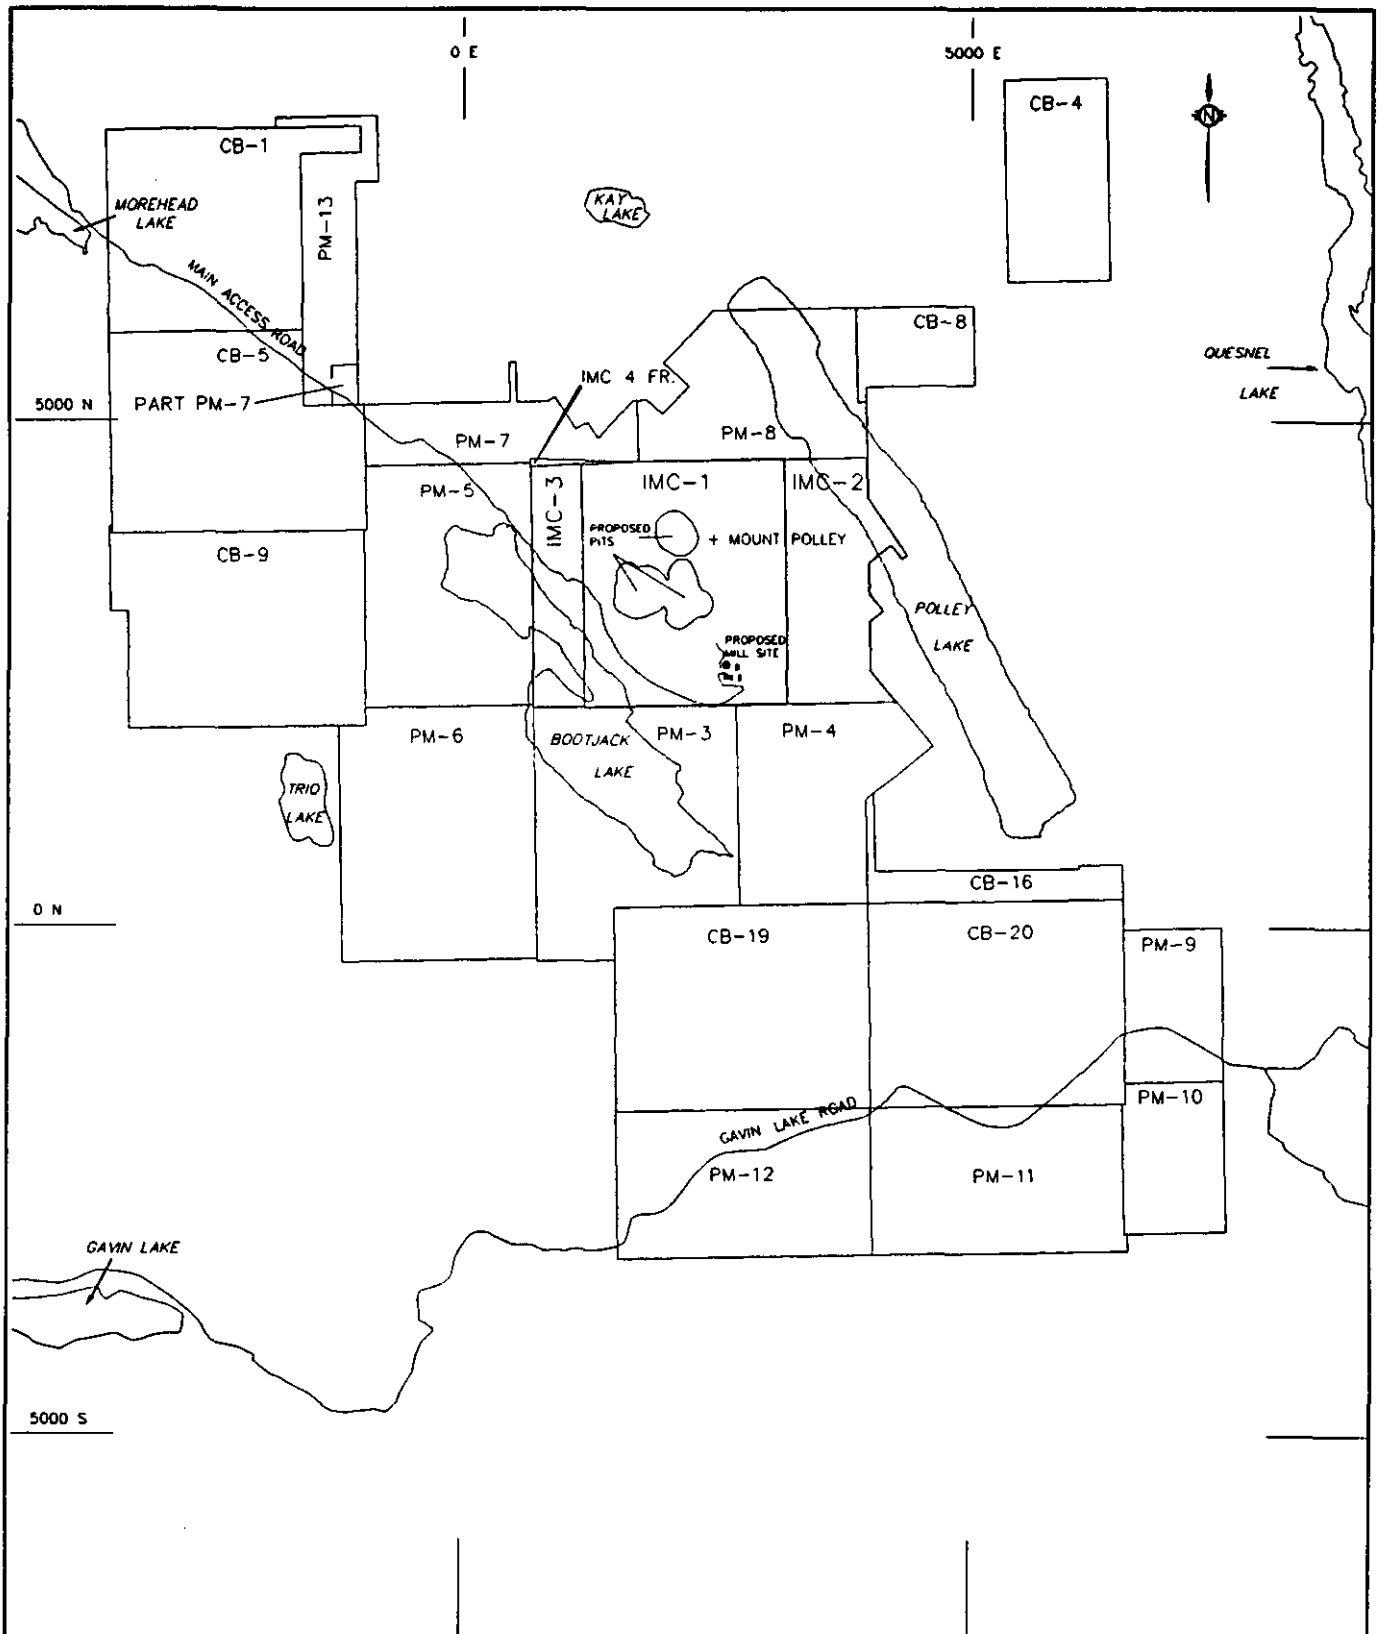 0 E
5000 E
CB-4
N
CB-1
MOREHEAD
LAKE
PM-13
KAY
LAKE
MAIN ACCESS ROAD
CB-5
CB-8
QUESNEL
LAKE
IMC 4 FR.
5000 N
PART PM-7
PM-7
PM-8
PM-5
IMC-3
IMC-1
IMC-2
PROPOSED
PITS
+ MOUNT POLLEY
CB-9
POLLEY
LAKE
PROPOSED
MILL SITE
PM-6
BOOTJACK
LAKE
PM-3
PM-4
TRIO
LAKE
CB-16
0 N
CB-19
CB-20
PM-9
PM-10
GAVIN LAKE ROAD
PM-12
PM-11
GAVIN LAKE
5000 S